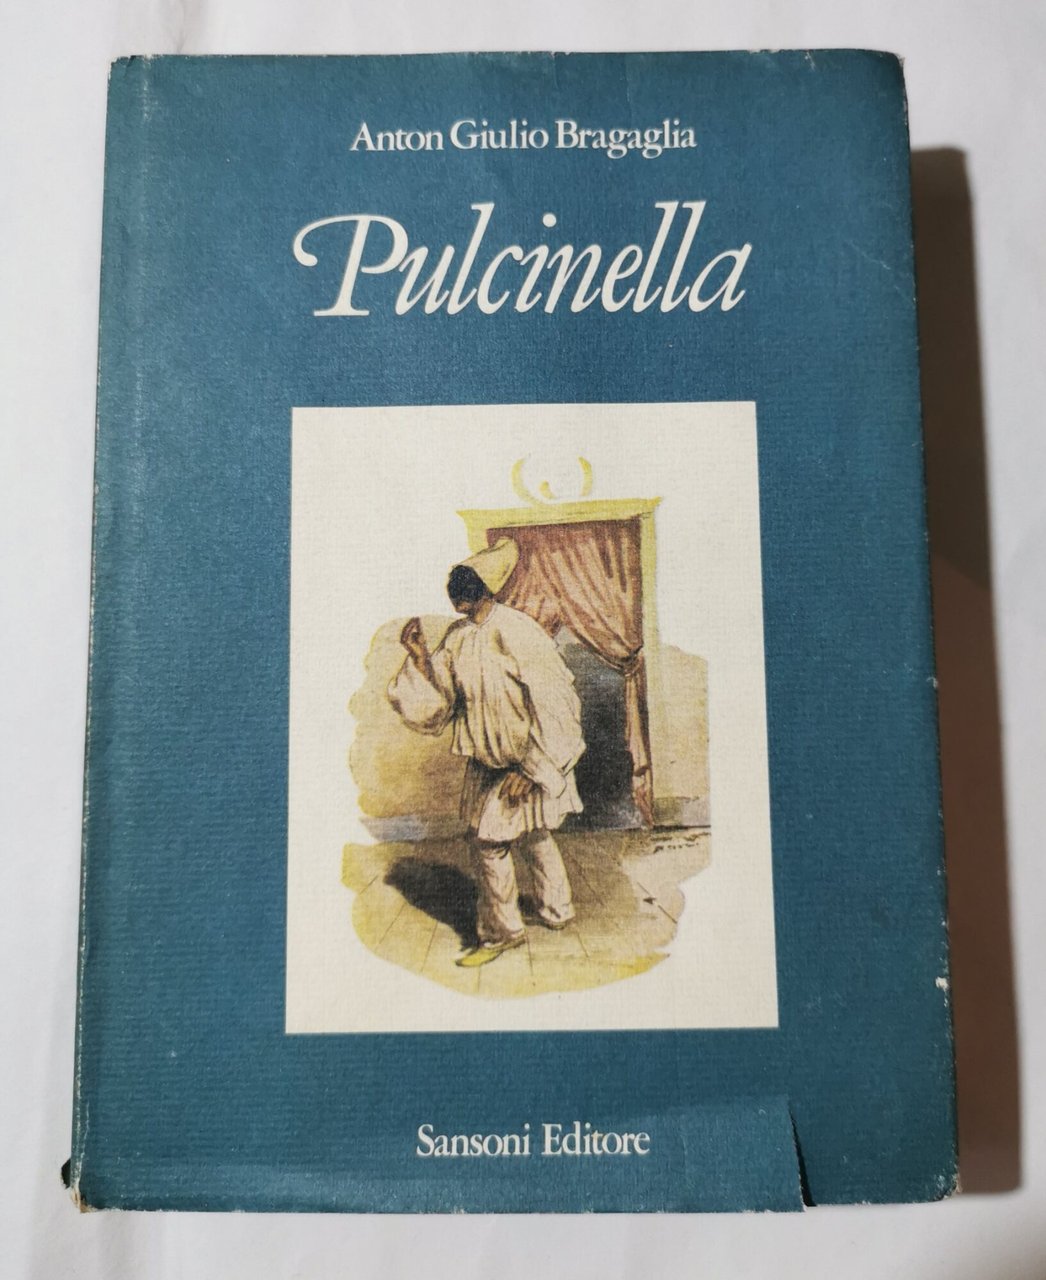 Anton Giulio Bragaglia
Pulcinella
Sansoni Editore